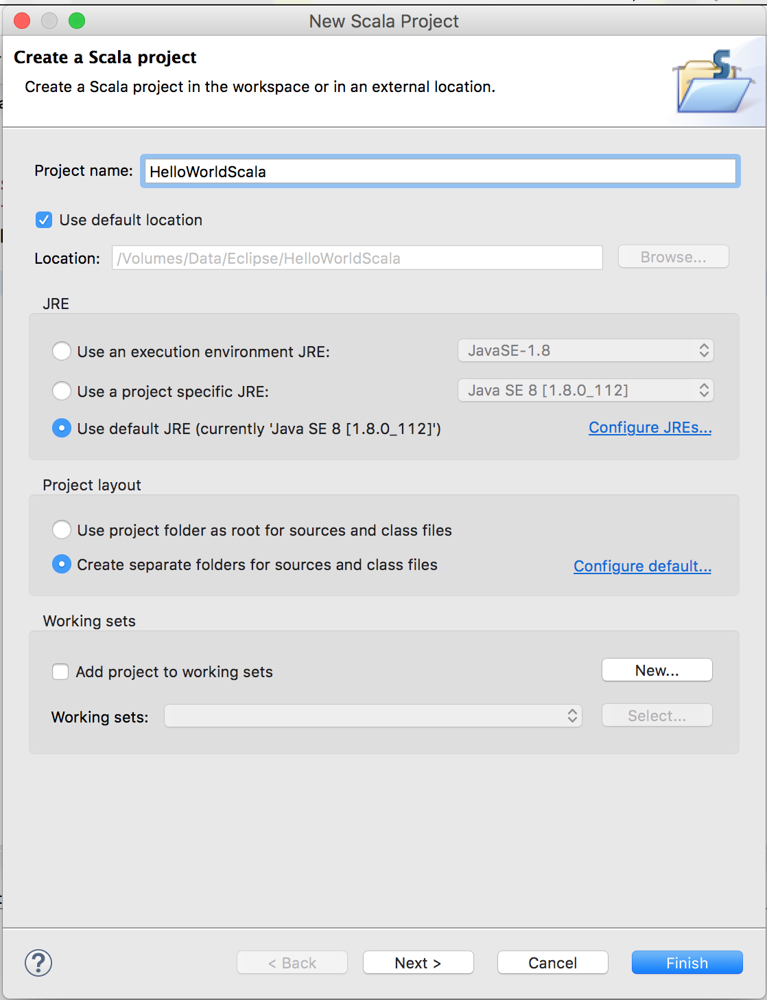 New Scala Project
Create a Scala project
Create a Scala project in the workspace or in an external location.
Project name: HelloWorldScala
Use default location
Location: /Volumes/Data/Eclipse/HelloWorldScala Browse...
JRE
Use an execution environment JRE: JavaSE-1.8
Use a project specific JRE: Java SE 8 [1.8.0_112]
Use default JRE (currently 'Java SE 8 [1.8.0_112]') Configure JREs...
Project layout
Use project folder as root for sources and class files
Create separate folders for sources and class files Configure default...
Working sets
Add project to working sets New...
Working sets: Select...
? < Back Next > Cancel Finish